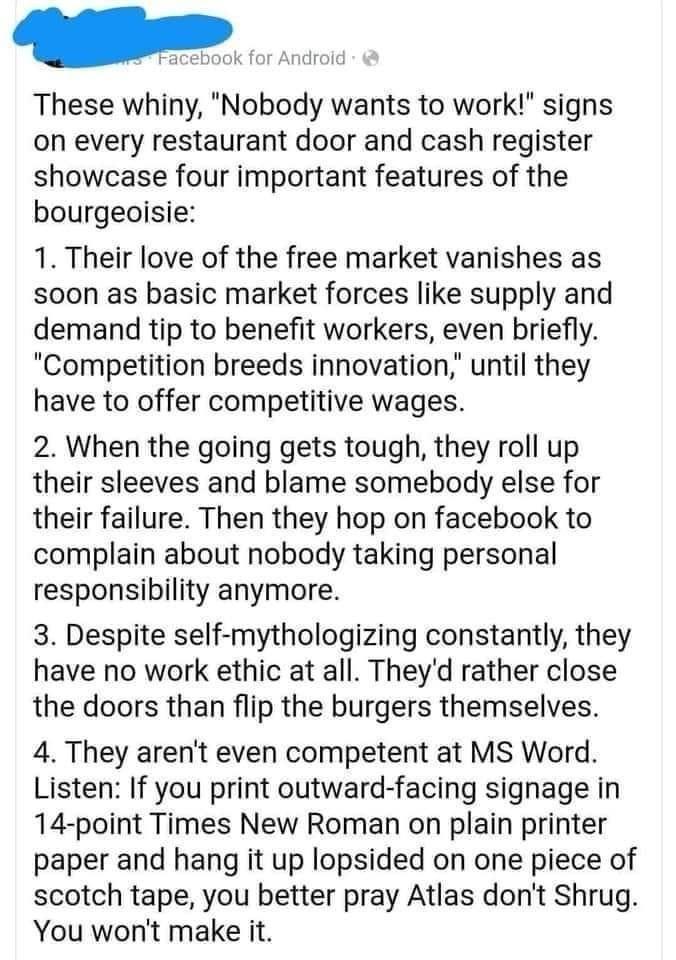 Facebook for Android ·
These whiny, "Nobody wants to work!" signs
on every restaurant door and cash register
showcase four important features of the
bourgeoisie:
1. Their love of the free market vanishes as
soon as basic market forces like supply and
demand tip to benefit workers, even briefly.
"Competition breeds innovation," until they
have to offer competitive wages.
2. When the going gets tough, they roll up
their sleeves and blame somebody else for
their failure. Then they hop on facebook to
complain about nobody taking personal
responsibility anymore.
3. Despite self-mythologizing constantly, they
have no work ethic at all. They'd rather close
the doors than flip the burgers themselves.
4. They aren't even competent at MS Word.
Listen: If you print outward-facing signage in
14-point Times New Roman on plain printer
paper and hang it up lopsided on one piece of
scotch tape, you better pray Atlas don't Shrug.
You won't make it.